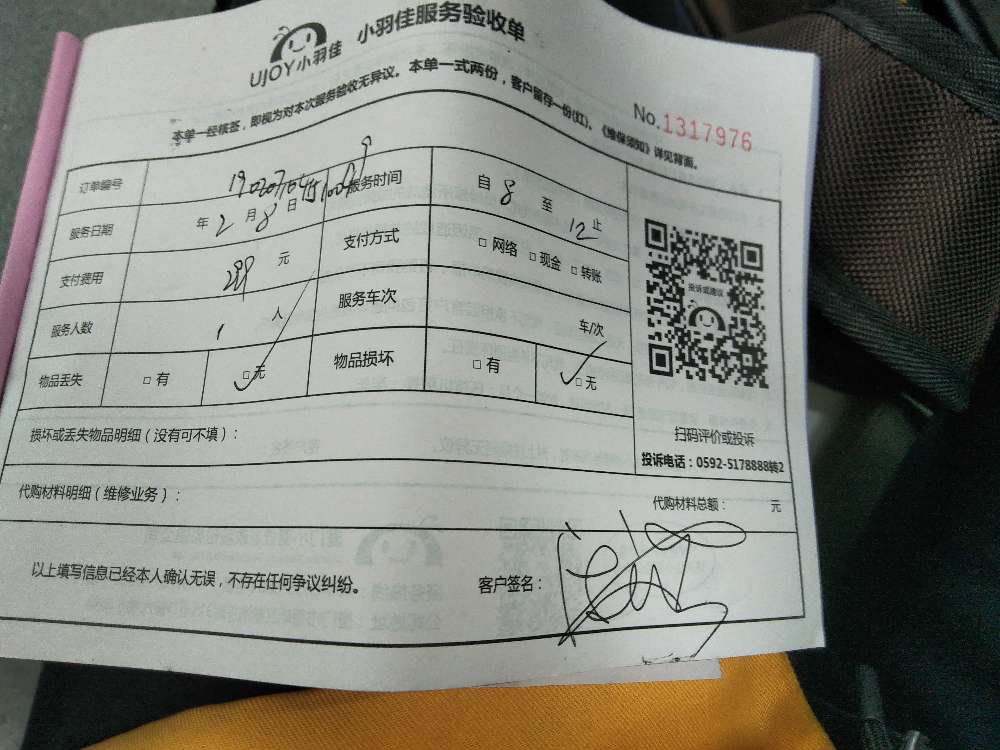 UJOY小羽佳 小羽佳服务验收单
本单一经核签，即视为对本次服务验收无异议。本单一式两份，客户留存一份(红)。《维保须知》详见背面。
No.1317976
订单编号
服务日期 年 2 月 8 日 服务时间 自 8 至 12 止
支付费用 元 支付方式 □ 网络 □ 现金 □ 转账
服务人数 1 人 服务车次 车/次
物品丢失 □ 有 □ 无 物品损坏 □ 有 □ 无
投诉或建议
扫码评价或投诉
投诉电话：0592-5178888转2
损坏或丢失物品明细（没有可不填）：
代购材料明细（维修业务）： 代购材料总额： 元
以上填写信息已经本人确认无误，不存在任何争议纠纷。 客户签名：